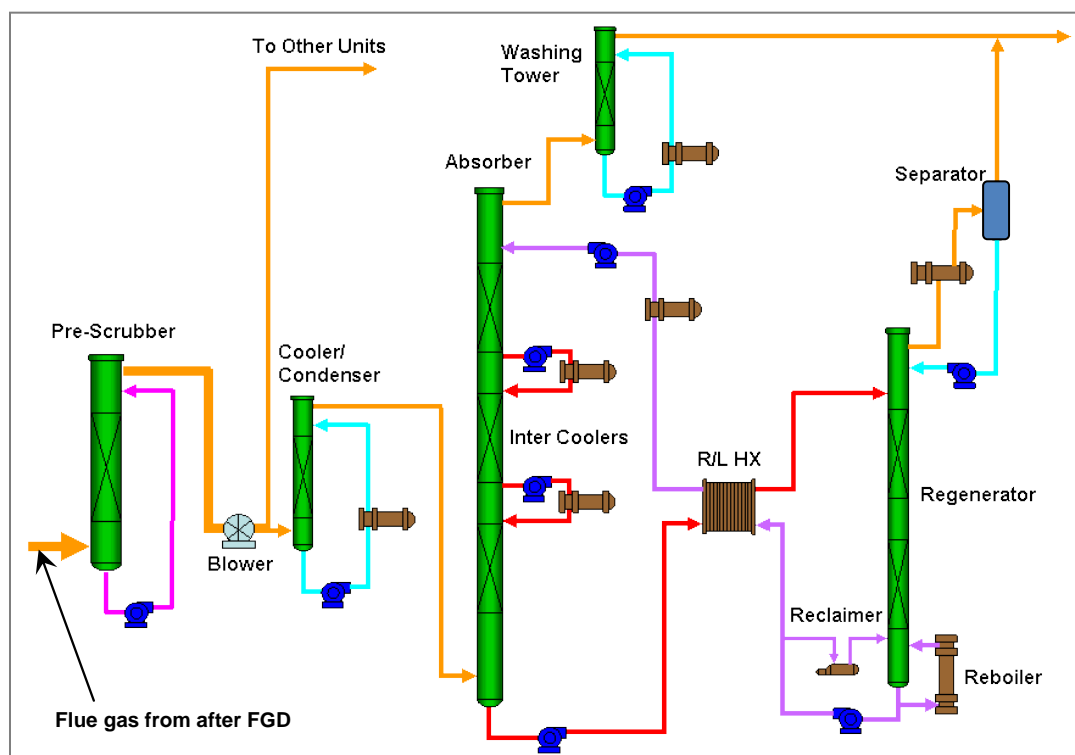 To Other Units
Washing
Tower
Absorber
Separator
Pre-Scrubber
Cooler/
Condenser
Inter Coolers
R/L HX
Regenerator
Blower
Reclaimer
Reboiler
Flue gas from after FGD